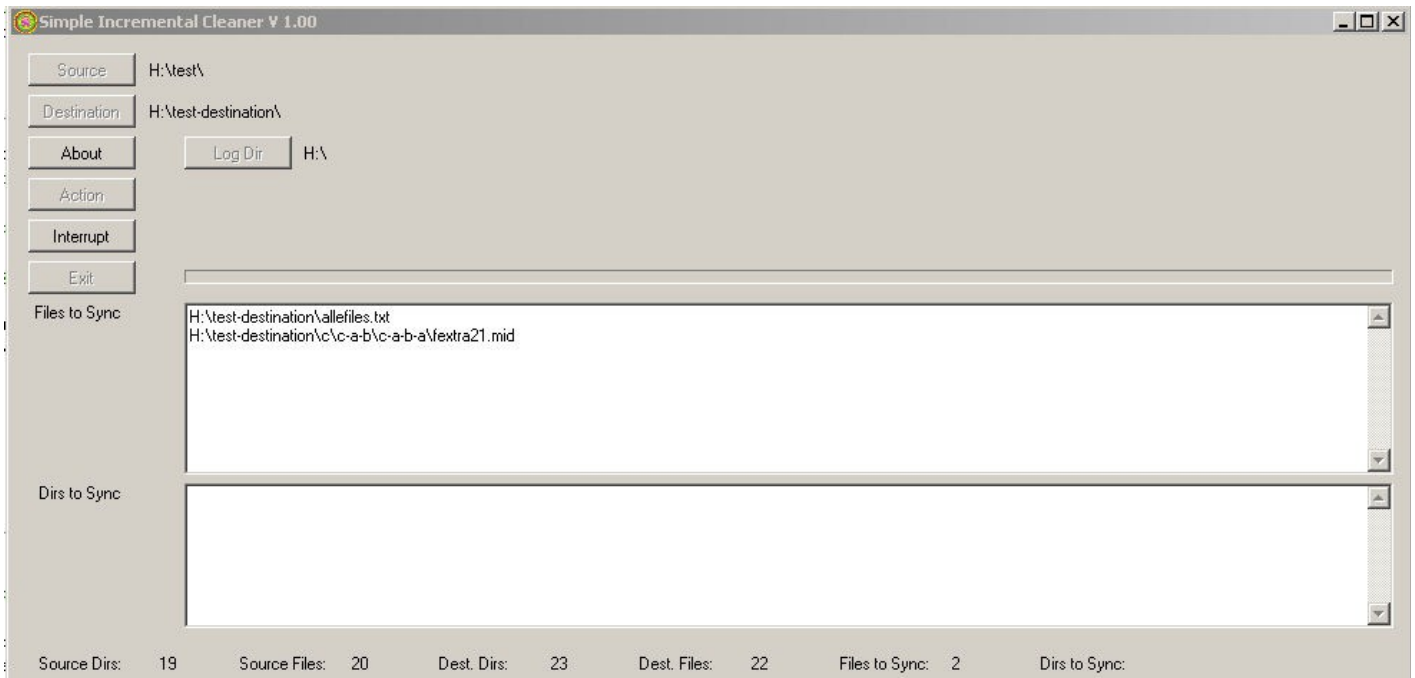 Simple Incremental Cleaner V 1.00
Source H:\test\
Destination H:\test-destination\
About Log Dir H:\
Action
Interrupt
Exit
Files to Sync
H:\test-destination\allefiles.txt
H:\test-destination\c\c-a-b\c-a-b-a\fextra21.mid
Dirs to Sync
Source Dirs: 19 Source Files: 20 Dest. Dirs: 23 Dest. Files: 22 Files to Sync: 2 Dirs to Sync: